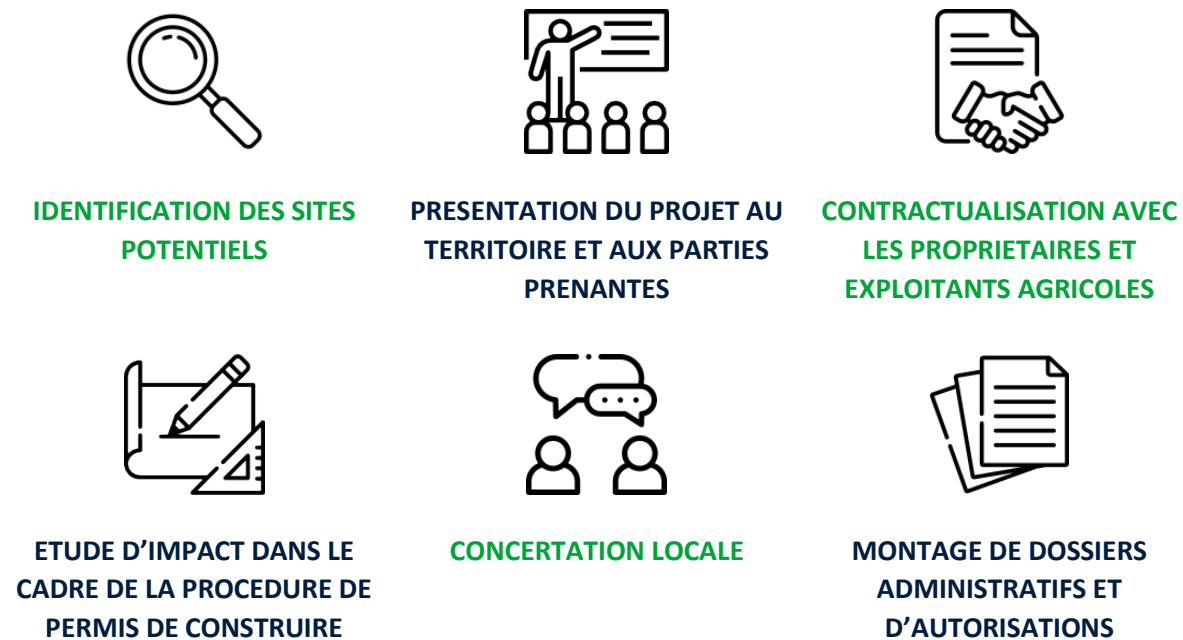 IDENTIFICATION DES SITES
POTENTIELS
PRESENTATION DU PROJET AU
TERRITOIRE ET AUX PARTIES
PRENANTES
CONTRACTUALISATION AVEC
LES PROPRIETAIRES ET
EXPLOITANTS AGRICOLES
ETUDE D’IMPACT DANS LE
CADRE DE LA PROCEDURE DE
PERMIS DE CONSTRUIRE
CONCERTATION LOCALE
MONTAGE DE DOSSIERS
ADMINISTRATIFS ET
D’AUTORISATIONS